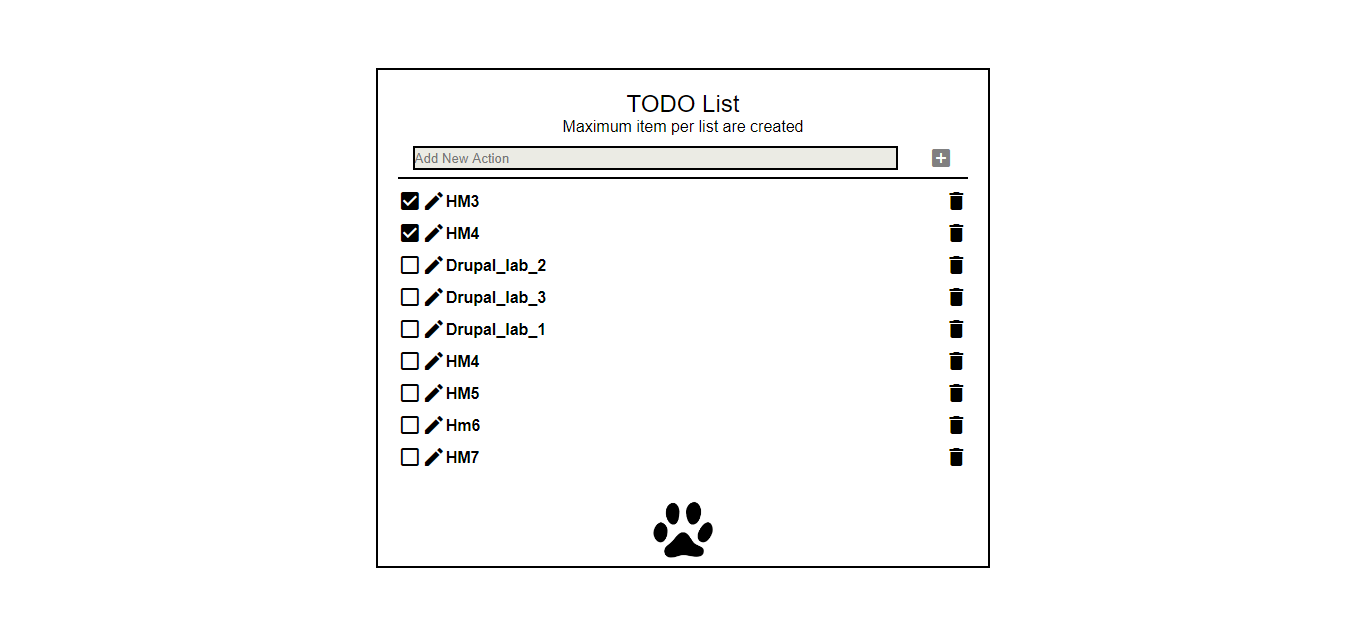 TODO List
Maximum item per list are created
Add New Action
HM3
HM4
Drupal_lab_2
Drupal_lab_3
Drupal_lab_1
HM4
HM5
Hm6
HM7